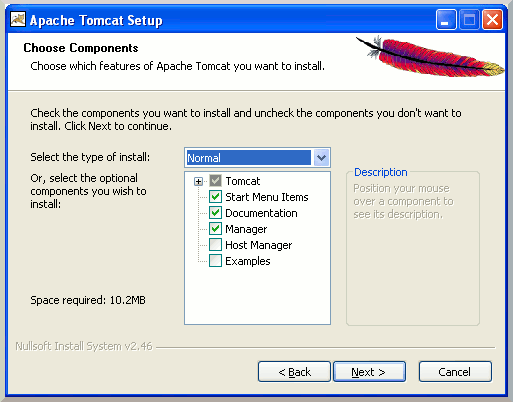 Apache Tomcat Setup
Choose Components
Choose which features of Apache Tomcat you want to install.
Check the components you want to install and uncheck the components you don't want to
install. Click Next to continue.
Select the type of install:
Normal
Or, select the optional
components you wish to
install:
Tomcat
Start Menu Items
Documentation
Manager
Host Manager
Examples
Description
Position your mouse
over a component to
see its description.
Space required: 10.2MB
Nullsoft Install System v2.46
< Back
Next >
Cancel